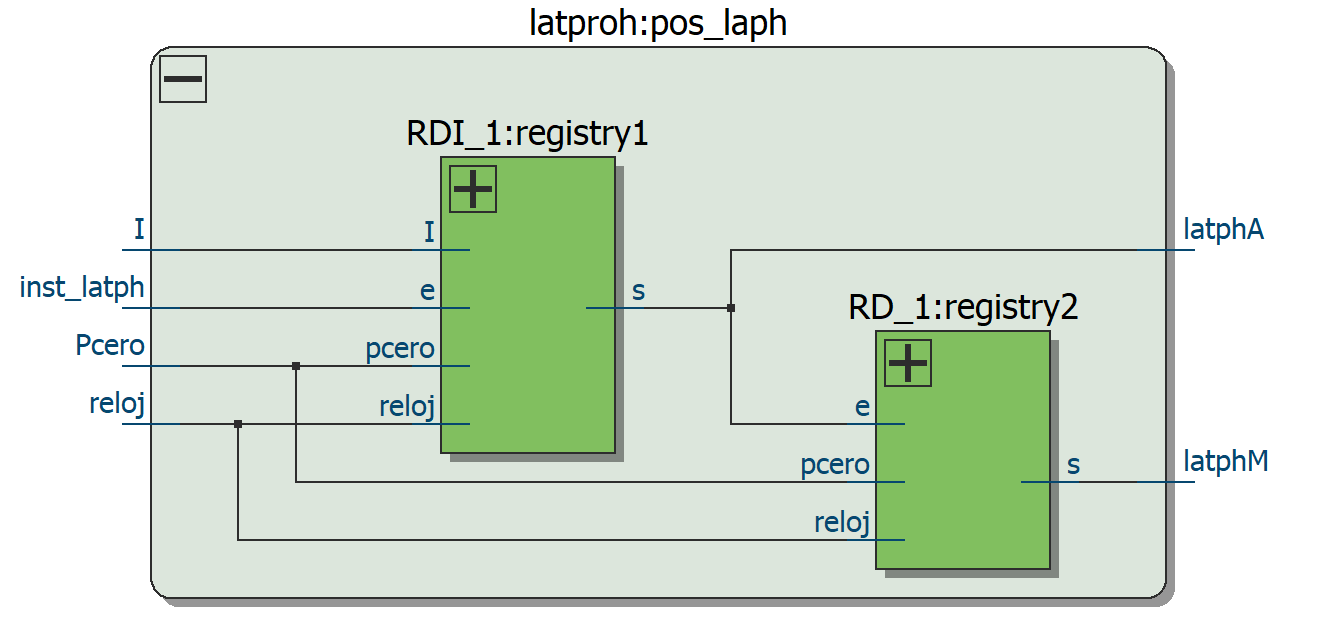 latproh:pos_laph
RDI_1:registry1
I
I
latphA
inst_latph
e
s
RD_1:registry2
Pcero
pcero
reloj
reloj
e
pcero
s
latphM
reloj